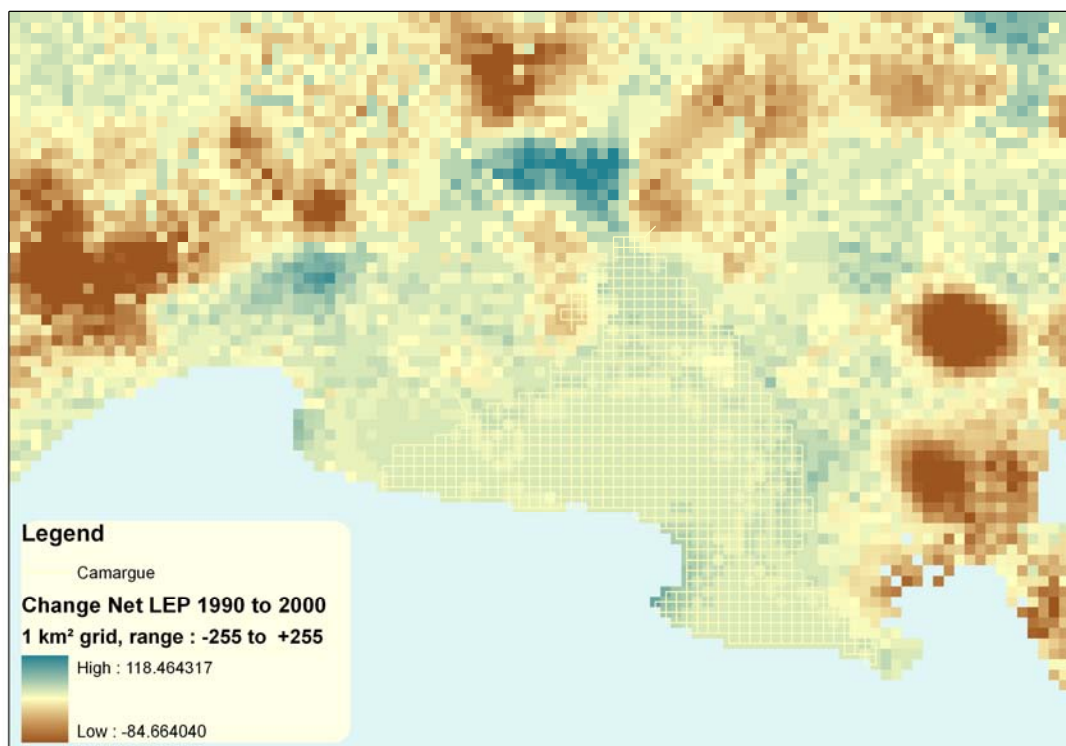 Legend
Camargue
Change Net LEP 1990 to 2000
1 km² grid, range : -255 to +255
High : 118.464317
Low : -84.664040